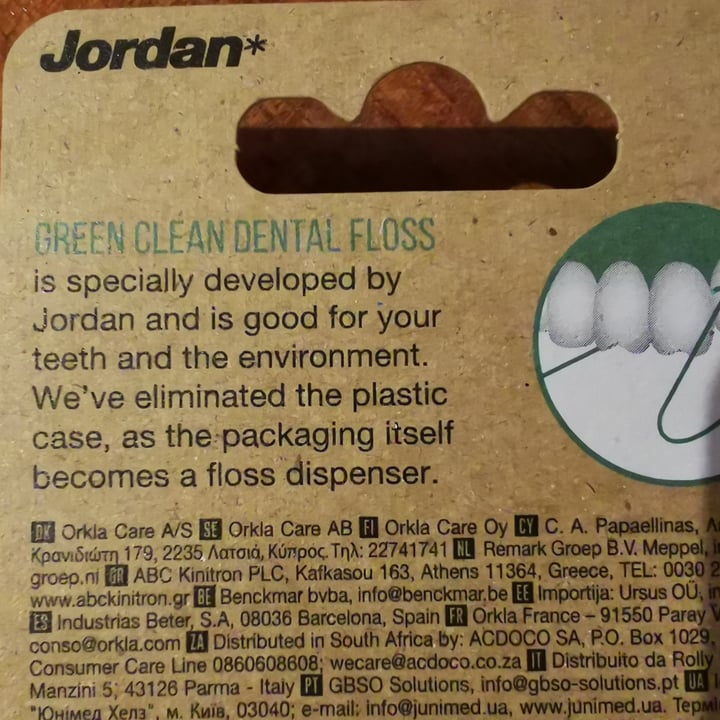 Jordan*
GREEN CLEAN DENTAL FLOSS
is specially developed by
Jordan and is good for your
teeth and the environment.
We've eliminated the plastic
case, as the packaging itself
becomes a floss dispenser.
DK Orkla Care A/S SE Orkla Care AB FI Orkla Care Oy CY C. A. Papaellinas,
Κρανιδιώτη 179, 2235 Λατσιά, Κύπρος. Τηλ: 22741741 NL Remark Groep B.V. Meppel,
groep.nl GR ABC Kinitron PLC, Kafkasou 163, Athens 11364, Greece, TEL: 0030 2
www.abckinitron.gr BE Benckmar bvba, info@benckmar.be EE Importija: Ursus OÜ,
ES Industrias Beter, S.A, 08036 Barcelona, Spain FR Orkla France – 91550 Paray
conso@orkla.com ZA Distributed in South Africa by: ACDOCO SA, P.O. Box 1029,
Consumer Care Line 0860608608; wecare@acdoco.co.za IT Distribuito da Rolly
Manzini 5; 43126 Parma - Italy PT GBSO Solutions, info@gbso-solutions.pt UA
"Юнімед Хелз", м. Київ, 03040; e-mail: info@junimed.ua, www.junimed.ua.